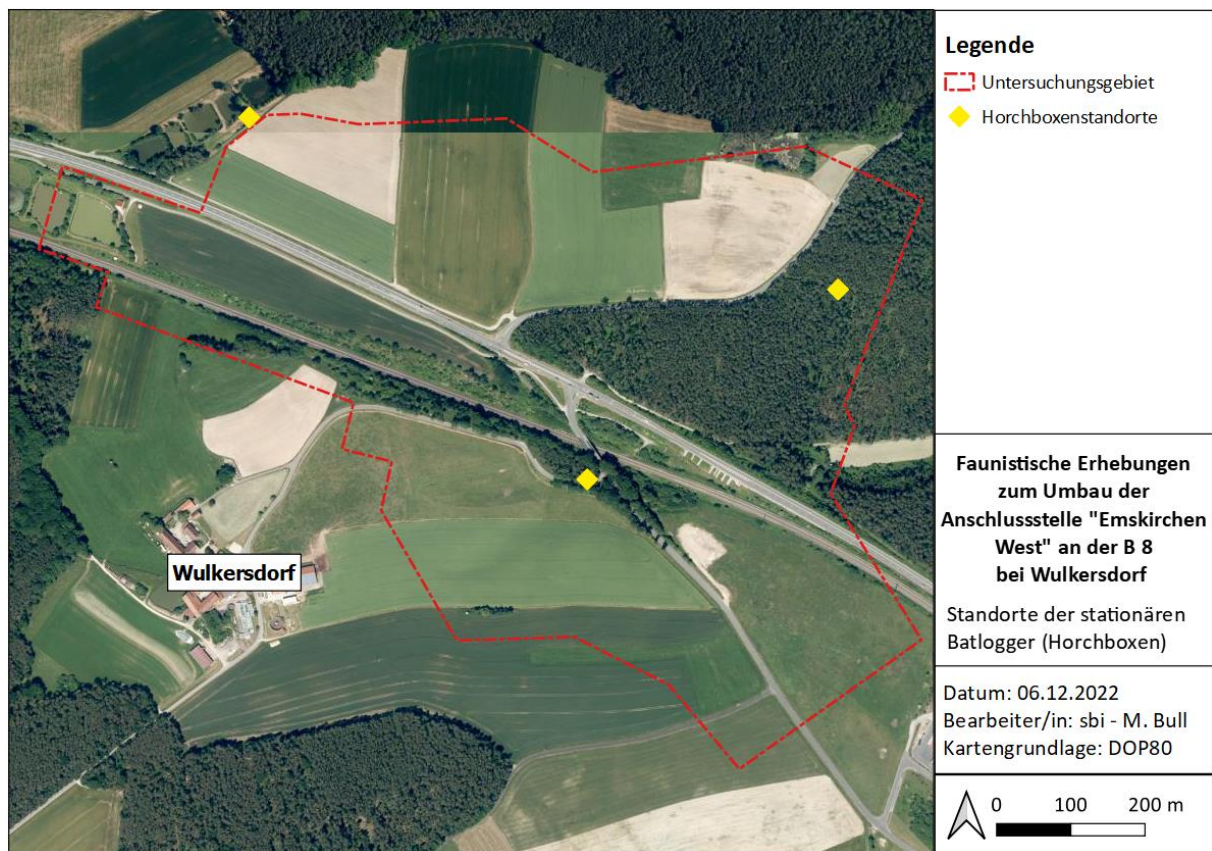 Legende
Untersuchungsgebiet
Horchboxenstandorte
Wulkersdorf
Faunistische Erhebungen
zum Umbau der
Anschlussstelle "Emskirchen
West" an der B 8
bei Wulkersdorf
Standorte der stationären
Batlogger (Horchboxen)
Datum: 06.12.2022
Bearbeiter/in: sbi - M. Bull
Kartengrundlage: DOP80
0 100 200 m